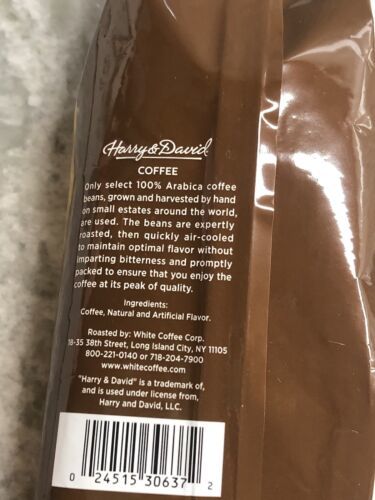 Harry & David
COFFEE
Only select 100% Arabica coffee
beans, grown and harvested by hand
on small estates around the world,
are used. The beans are expertly
roasted, then quickly air-cooled
to maintain optimal flavor without
imparting bitterness and promptly
packed to ensure that you enjoy the
coffee at its peak of quality.
Ingredients:
Coffee, Natural and Artificial Flavor.
Roasted by: White Coffee Corp.
18-35 38th Street, Long Island City, NY 11105
800-221-0140 or 718-204-7900
www.whitecoffee.com
"Harry & David" is a trademark of,
and is used under license from,
Harry and David, LLC.
0 24515 30637 2